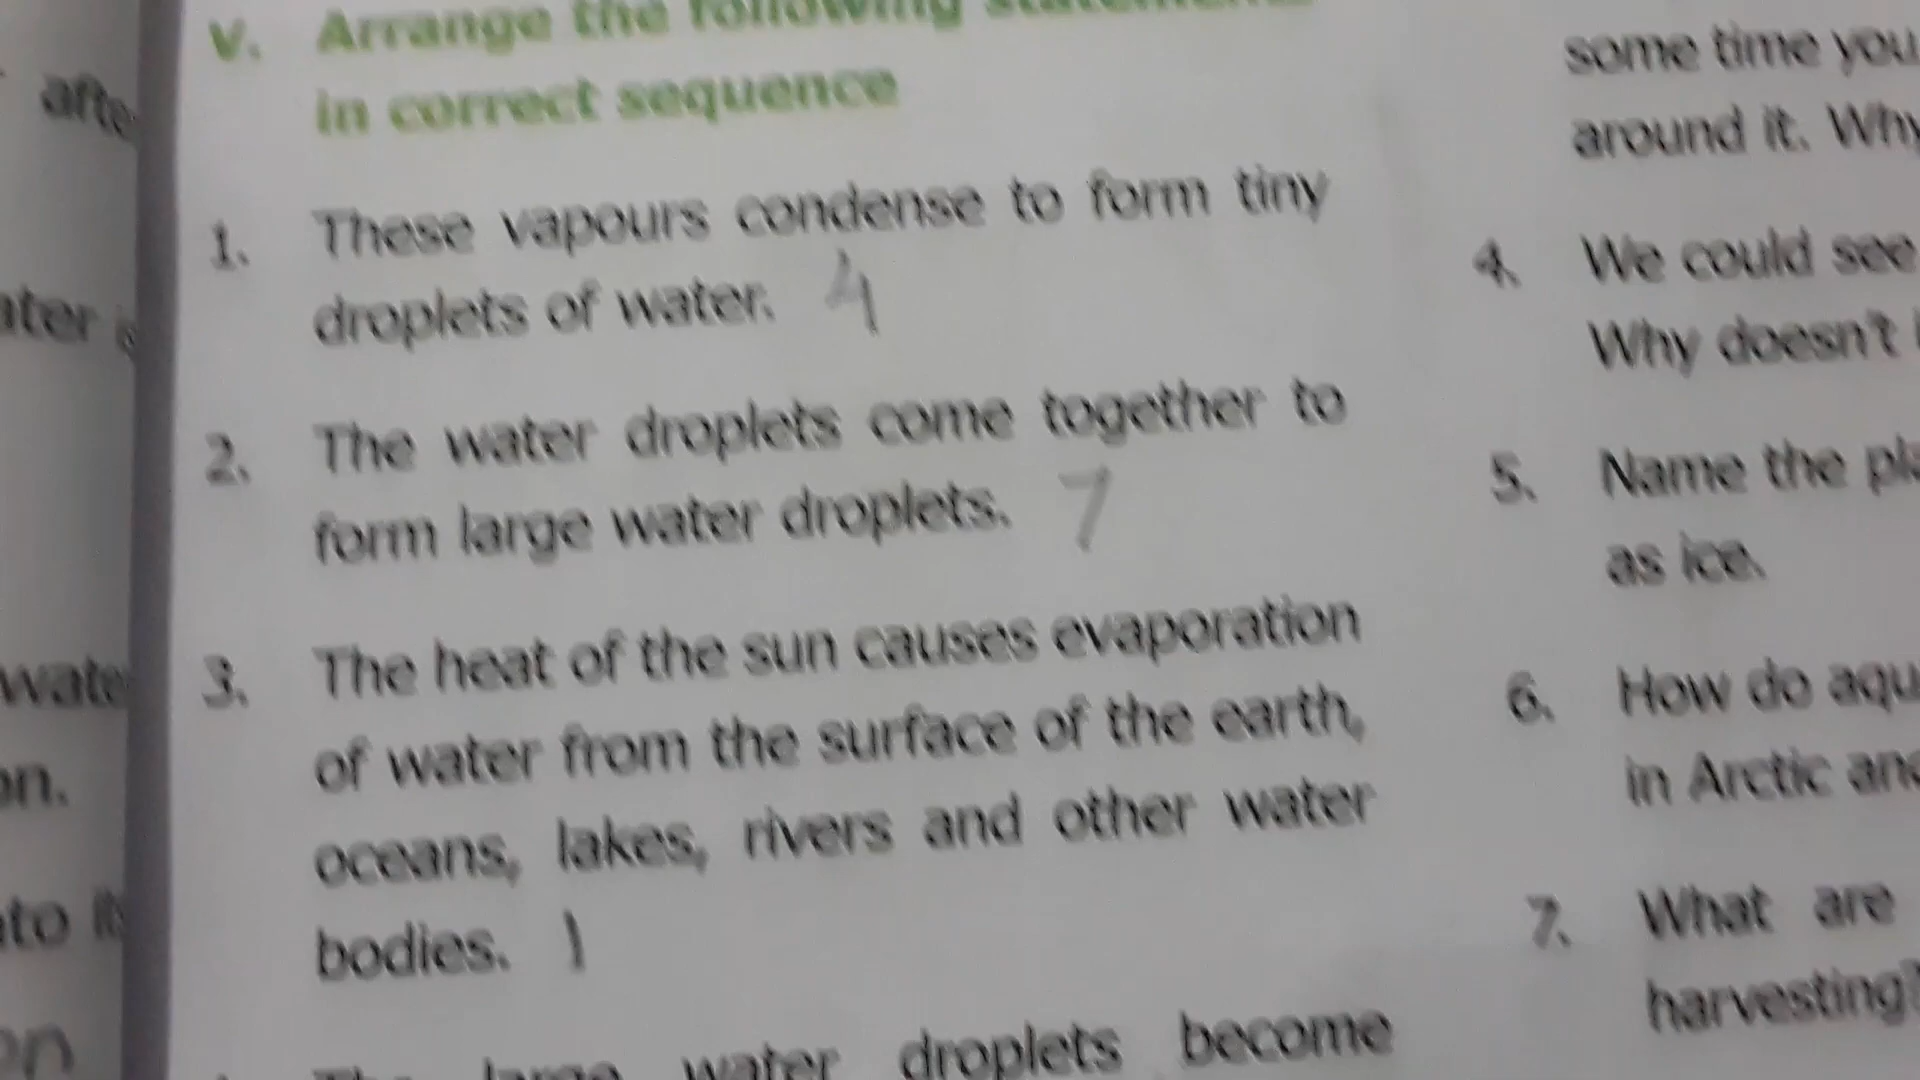 V. Arrange the following
in correct sequence
1. These vapours condense to form tiny
droplets of water. 4
2. The water droplets come together to
form large water droplets. 7
3. The heat of the sun causes evaporation
of water from the surface of the earth,
oceans, lakes, rivers and other water
bodies. 1
large water droplets become
some time you
around it. Why
4. We could see
Why doesn't
5. Name the
as ice.
6. How do
in Arctic
7. What are
harvesting?